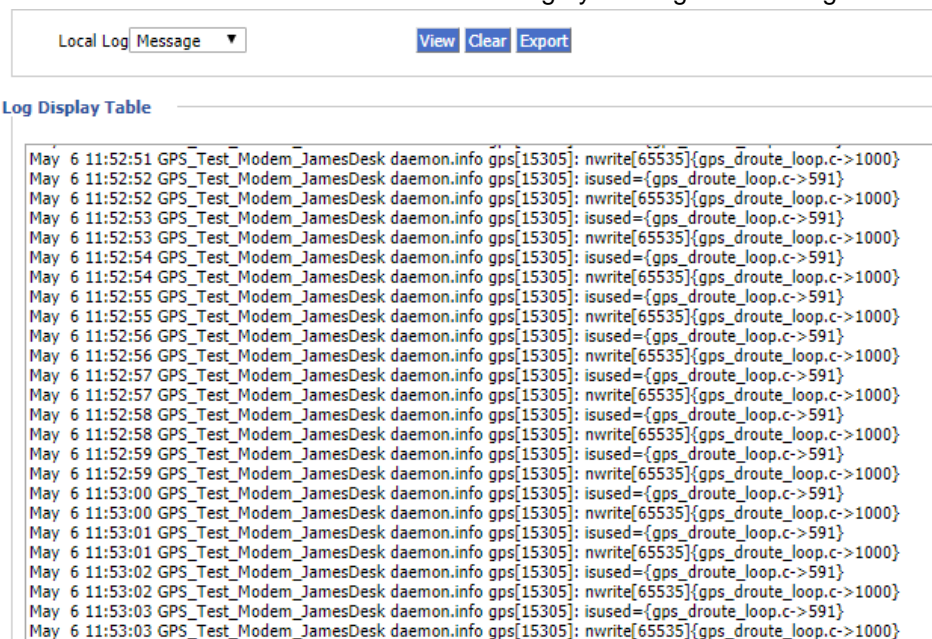 Local Log Message ▼ View Clear Export
Log Display Table
May 6 11:52:51 GPS_Test_Modem_JamesDesk daemon.info gps[15305]: nwrite[65535]{gps_droute_loop.c->1000}
May 6 11:52:52 GPS_Test_Modem_JamesDesk daemon.info gps[15305]: isused={gps_droute_loop.c->591}
May 6 11:52:52 GPS_Test_Modem_JamesDesk daemon.info gps[15305]: nwrite[65535]{gps_droute_loop.c->1000}
May 6 11:52:53 GPS_Test_Modem_JamesDesk daemon.info gps[15305]: isused={gps_droute_loop.c->591}
May 6 11:52:53 GPS_Test_Modem_JamesDesk daemon.info gps[15305]: nwrite[65535]{gps_droute_loop.c->1000}
May 6 11:52:54 GPS_Test_Modem_JamesDesk daemon.info gps[15305]: isused={gps_droute_loop.c->591}
May 6 11:52:54 GPS_Test_Modem_JamesDesk daemon.info gps[15305]: nwrite[65535]{gps_droute_loop.c->1000}
May 6 11:52:55 GPS_Test_Modem_JamesDesk daemon.info gps[15305]: isused={gps_droute_loop.c->591}
May 6 11:52:55 GPS_Test_Modem_JamesDesk daemon.info gps[15305]: nwrite[65535]{gps_droute_loop.c->1000}
May 6 11:52:56 GPS_Test_Modem_JamesDesk daemon.info gps[15305]: isused={gps_droute_loop.c->591}
May 6 11:52:56 GPS_Test_Modem_JamesDesk daemon.info gps[15305]: nwrite[65535]{gps_droute_loop.c->1000}
May 6 11:52:57 GPS_Test_Modem_JamesDesk daemon.info gps[15305]: isused={gps_droute_loop.c->591}
May 6 11:52:57 GPS_Test_Modem_JamesDesk daemon.info gps[15305]: nwrite[65535]{gps_droute_loop.c->1000}
May 6 11:52:58 GPS_Test_Modem_JamesDesk daemon.info gps[15305]: isused={gps_droute_loop.c->591}
May 6 11:52:58 GPS_Test_Modem_JamesDesk daemon.info gps[15305]: nwrite[65535]{gps_droute_loop.c->1000}
May 6 11:52:59 GPS_Test_Modem_JamesDesk daemon.info gps[15305]: isused={gps_droute_loop.c->591}
May 6 11:52:59 GPS_Test_Modem_JamesDesk daemon.info gps[15305]: nwrite[65535]{gps_droute_loop.c->1000}
May 6 11:53:00 GPS_Test_Modem_JamesDesk daemon.info gps[15305]: isused={gps_droute_loop.c->591}
May 6 11:53:00 GPS_Test_Modem_JamesDesk daemon.info gps[15305]: nwrite[65535]{gps_droute_loop.c->1000}
May 6 11:53:01 GPS_Test_Modem_JamesDesk daemon.info gps[15305]: isused={gps_droute_loop.c->591}
May 6 11:53:01 GPS_Test_Modem_JamesDesk daemon.info gps[15305]: nwrite[65535]{gps_droute_loop.c->1000}
May 6 11:53:02 GPS_Test_Modem_JamesDesk daemon.info gps[15305]: isused={gps_droute_loop.c->591}
May 6 11:53:02 GPS_Test_Modem_JamesDesk daemon.info gps[15305]: nwrite[65535]{gps_droute_loop.c->1000}
May 6 11:53:03 GPS_Test_Modem_JamesDesk daemon.info gps[15305]: isused={gps_droute_loop.c->591}
May 6 11:53:03 GPS_Test_Modem_JamesDesk daemon.info gps[15305]: nwrite[65535]{gps_droute_loop.c->1000}